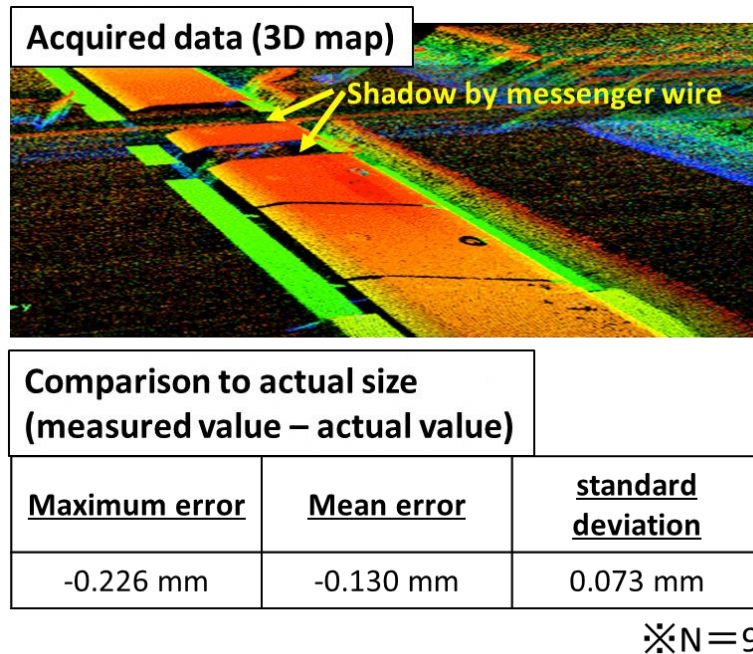 Acquired data (3D map)
Shadow by messenger wire
Y
Comparison to actual size
(measured value – actual value)
Maximum error
Mean error
standard
deviation
-0.226 mm
-0.130 mm
0.073 mm
※N＝9